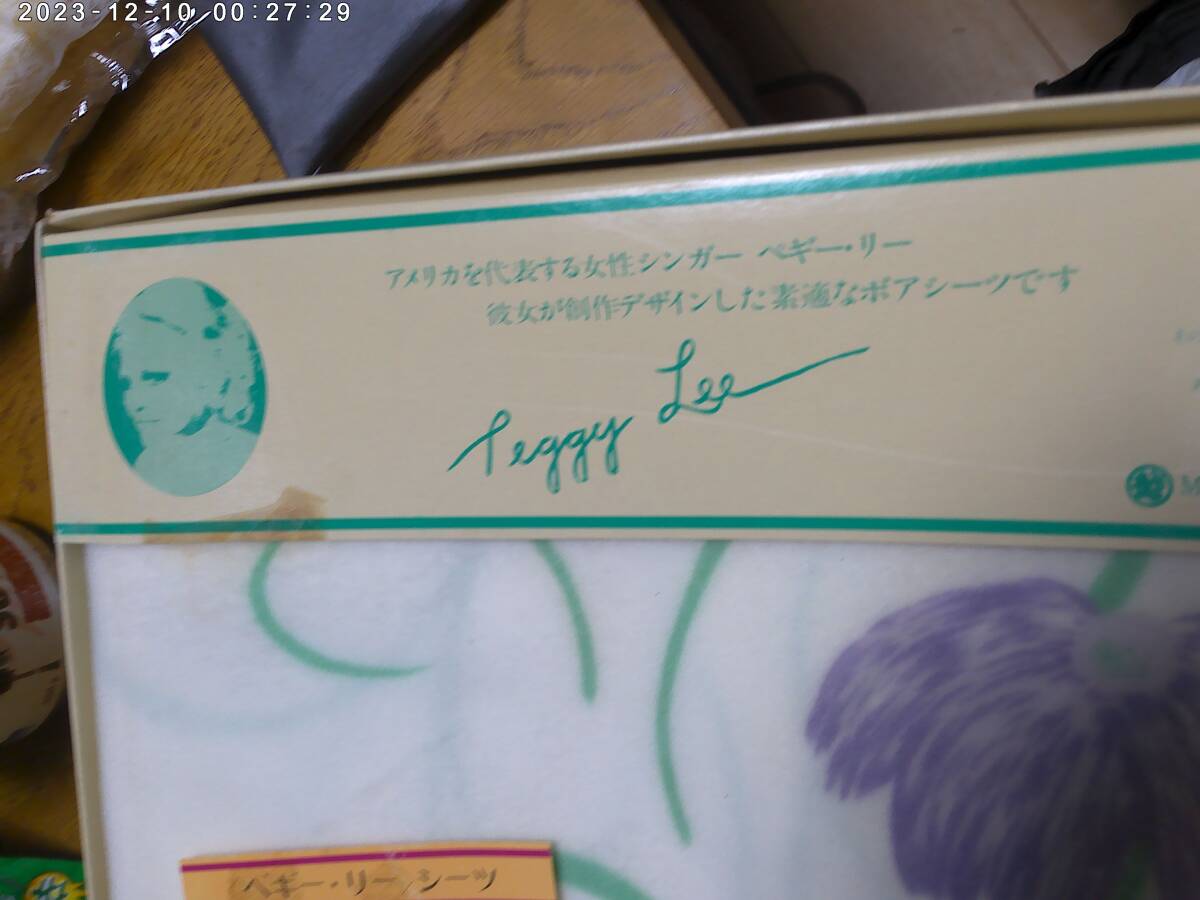 2023-12-10 00:27:29
アメリカを代表する女性シンガー ペギー・リー
彼女が創作デザインした素適なボアシーツです
Peggy Lee
M
ペギー・リー シーツ